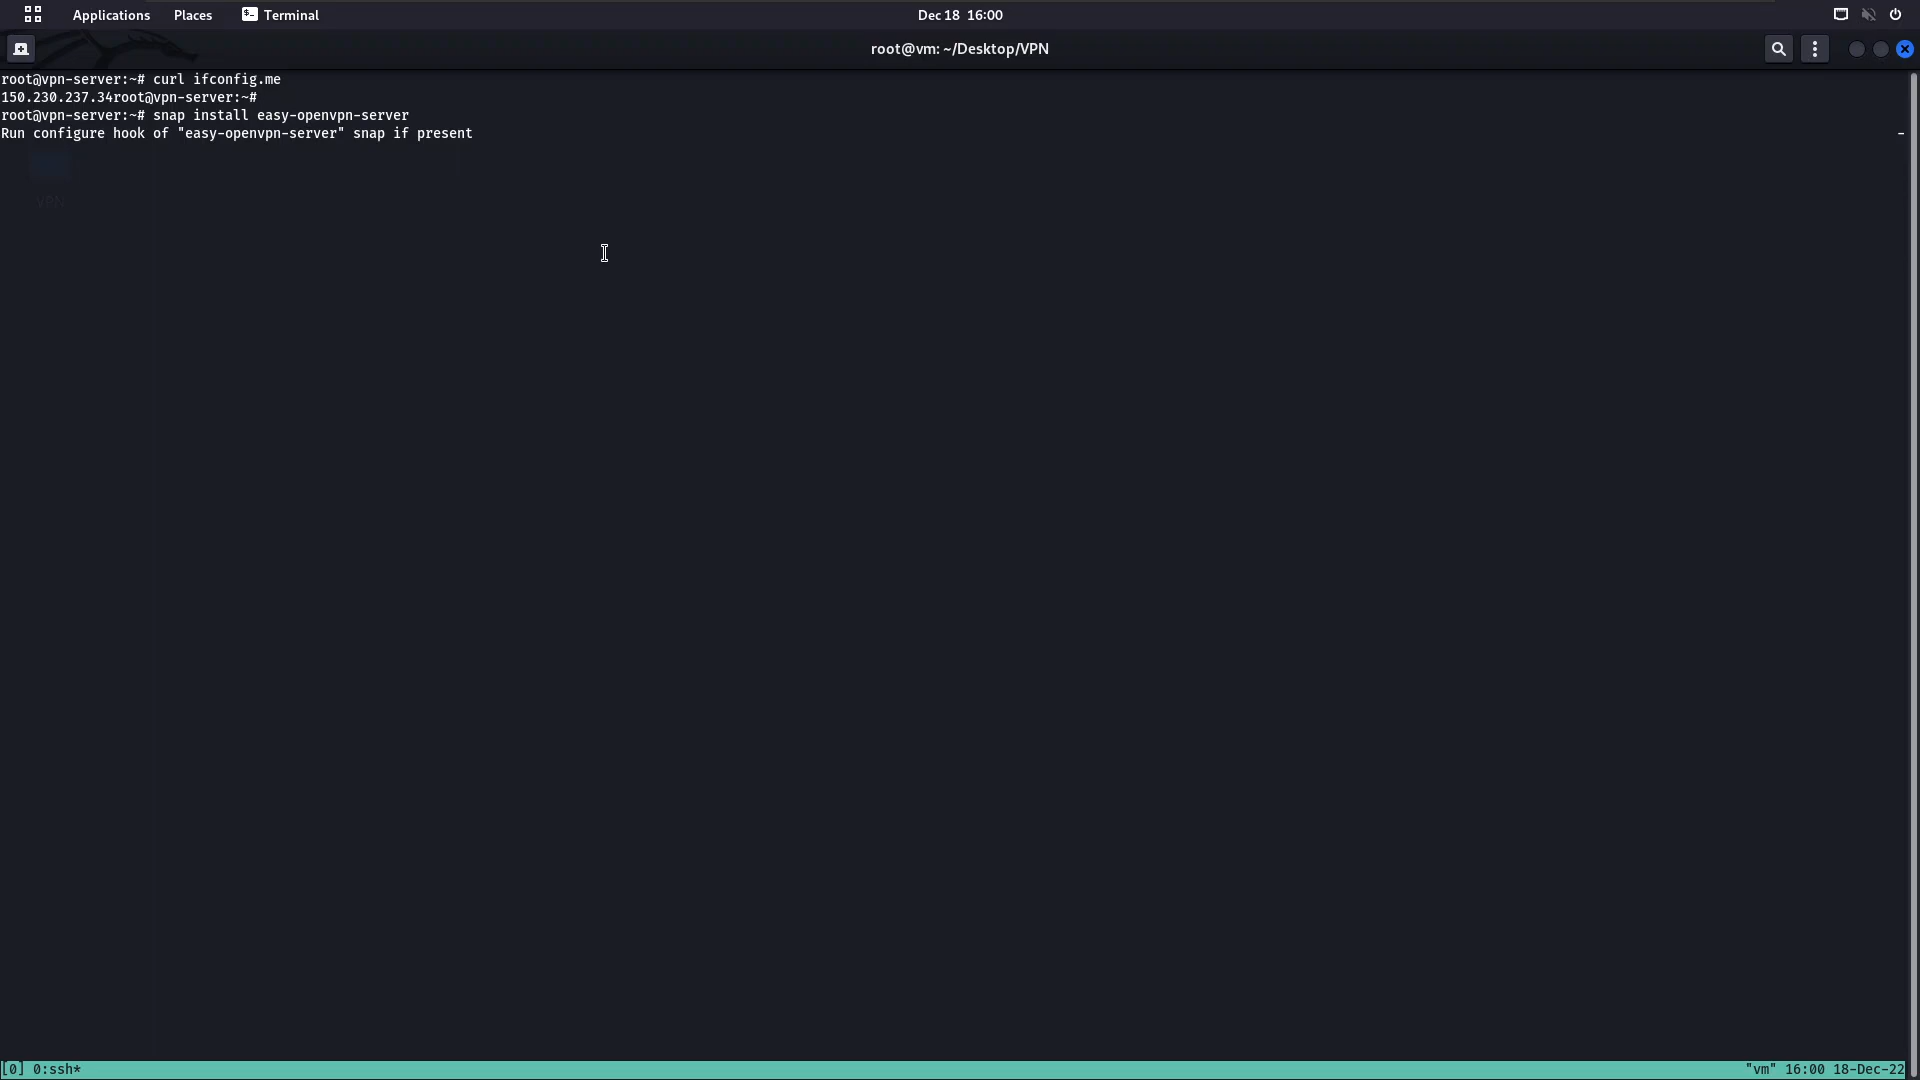 Applications Places Terminal Dec 18 16:00
root@vm: ~/Desktop/VPN
root@vpn-server:~# curl ifconfig.me
150.230.237.34root@vpn-server:~#
root@vpn-server:~# snap install easy-openvpn-server
Run configure hook of "easy-openvpn-server" snap if present -
VPN
[0] 0:ssh* "vm" 16:00 18-Dec-22